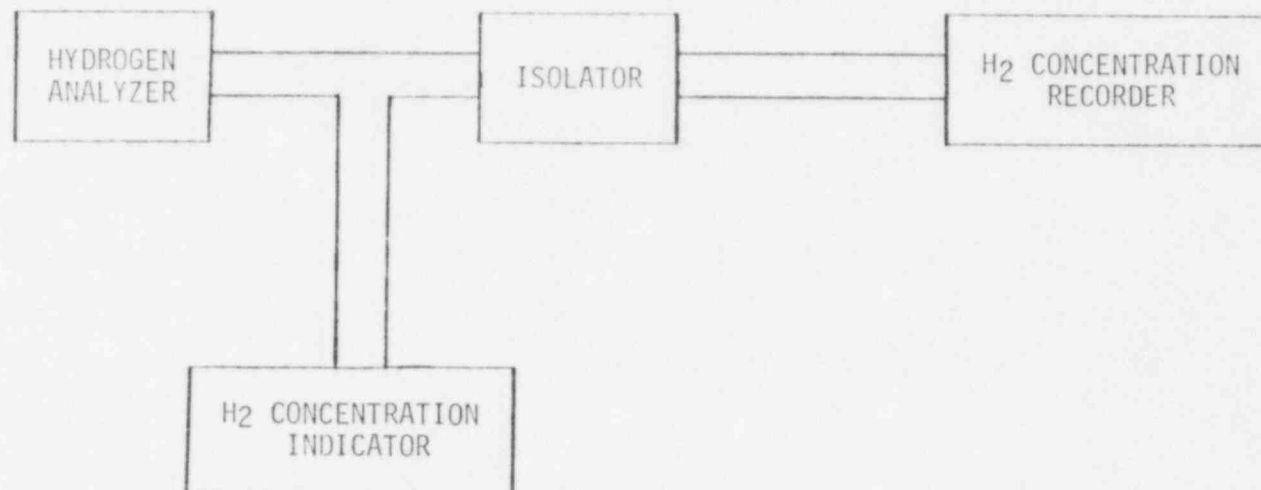 HYDROGEN
ANALYZER
ISOLATOR
H2 CONCENTRATION
RECORDER
H2 CONCENTRATION
INDICATOR